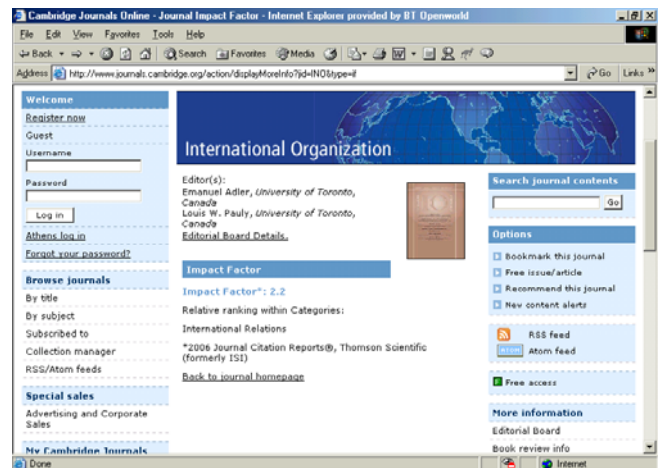 Cambridge Journals Online - Journal Impact Factor - Internet Explorer provided by BT Openworld
File Edit View Favorites Tools Help
Back Search Favorites Media
Address http://www.journals.cambridge.org/action/displayMoreInfo?jid=INO&type=if Go Links »
Welcome
Register now
Guest
Username
Password
Log in
Athens log in
Forgot your password?
Browse journals
By title
By subject
Subscribed to
Collection manager
RSS/Atom feeds
Special sales
Advertising and Corporate
Sales
My Cambridge Journals
International Organization
Editor(s):
Emanuel Adler, University of Toronto,
Canada
Louis W. Pauly, University of Toronto,
Canada
Editorial Board Details.
Impact Factor
Impact Factor*: 2.2
Relative ranking within Categories:
International Relations
*2006 Journal Citation Reports®, Thomson Scientific
(formerly ISI)
Back to journal homepage
Search journal contents
Go
Options
Bookmark this journal
Free issue/article
Recommend this journal
New content alerts
RSS feed
Atom feed
Free access
More information
Editorial Board
Book review info
Done Internet